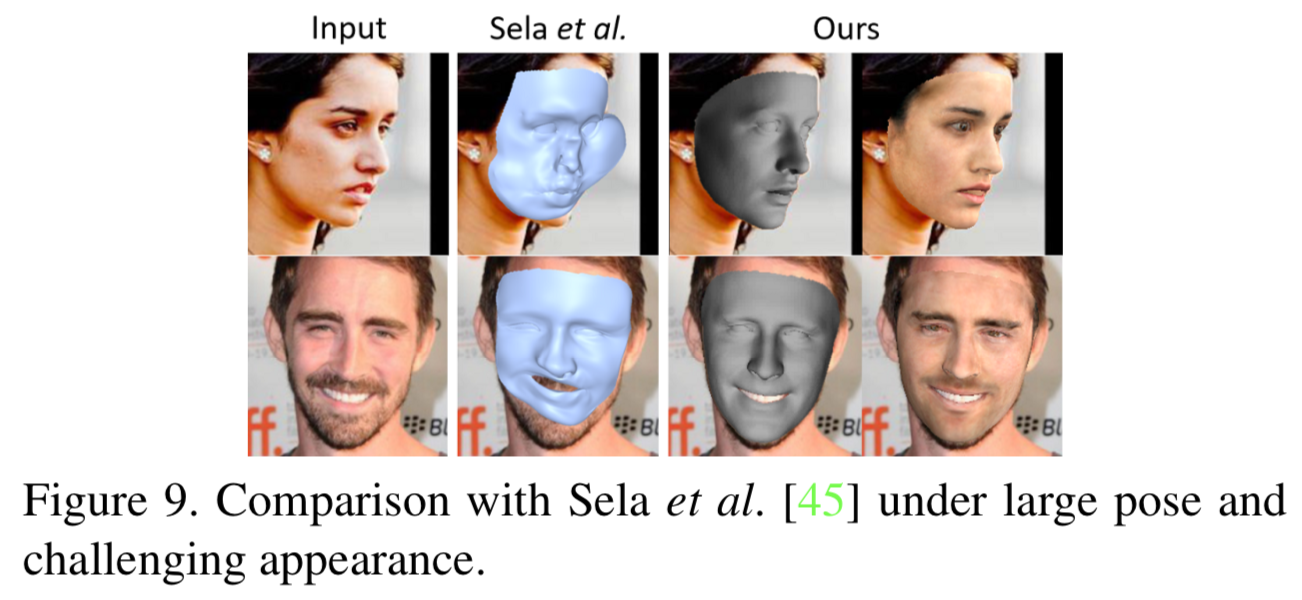 Input Sela et al. Ours
ff. BL ff. BL ff. BL ff. BL
Figure 9. Comparison with Sela et al. [45] under large pose and
challenging appearance.